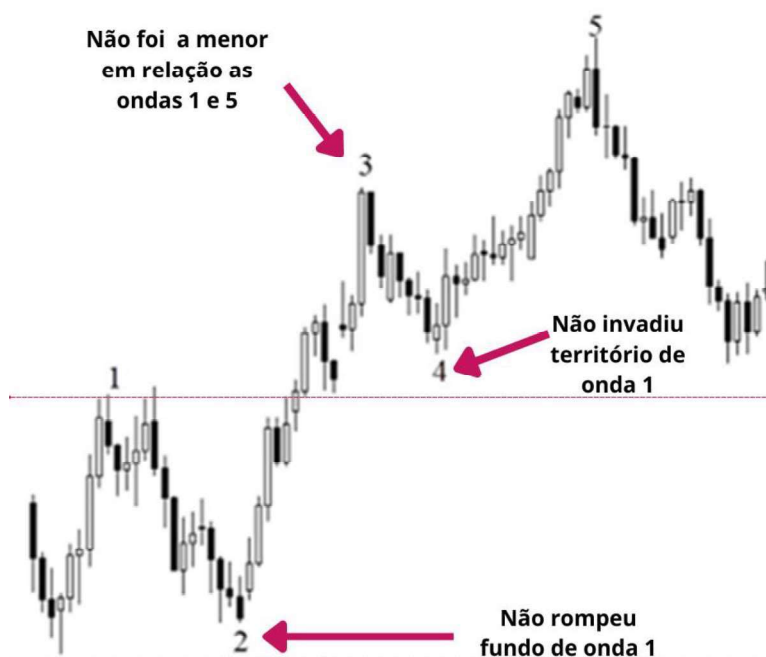 Não foi a menor
em relação as
ondas 1 e 5
5
3
Não invadiu
território de
onda 1
4
1
Não rompeu
fundo de onda 1
2